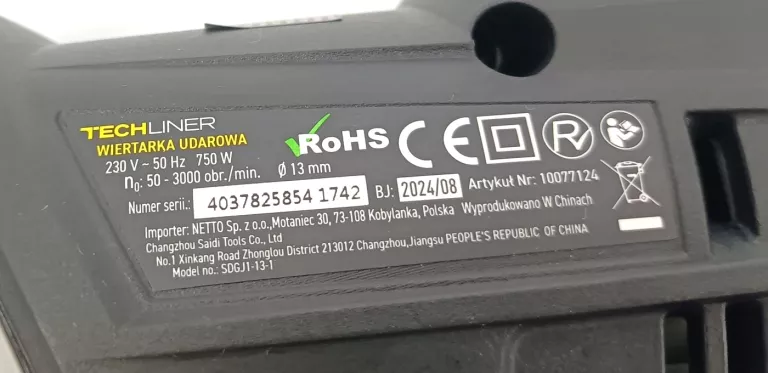 TECHLINER
WIERTARKA UDAROWA
230 V ~ 50 Hz 750 W
n₀: 50 - 3000 obr./min. Ø 13 mm
RoHS CE
Numer serii.: 4037825854 1742 BJ: 2024/08 Artykuł Nr: 10077124
Importer: NETTO Sp. z o.o.,Motaniec 30, 73-108 Kobylanka, Polska Wyprodukowano W Chinach
Changzhou Saidi Tools Co., Ltd
No.1 Xinkang Road Zhonglou District 213012 Changzhou,Jiangsu PEOPLE'S REPUBLIC OF CHINA
Model no.: SDGJ1-13-1